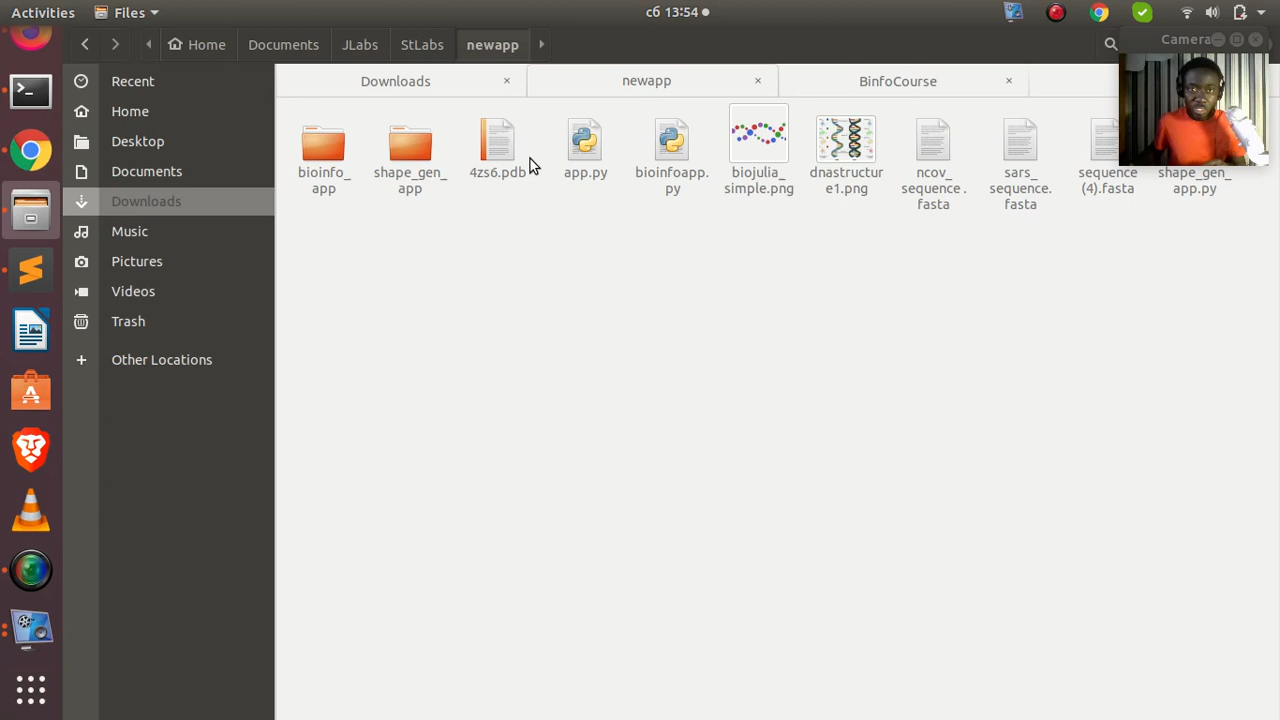 Activities Files сб 13:54
Home Documents JLabs StLabs newapp Camera
Recent
Home
Desktop
Documents
Downloads
Music
Pictures
Videos
Trash
Other Locations
Downloads newapp BinfoCourse
bioinfo_
app
shape_gen_
app
4zs6.pdb
app.py
bioinfoapp.
py
biojulia_
simple.png
dnastructur
e1.png
ncov_
sequence.
fasta
sars_
sequence.
fasta
sequence
(4).fasta
shape_gen_
app.py